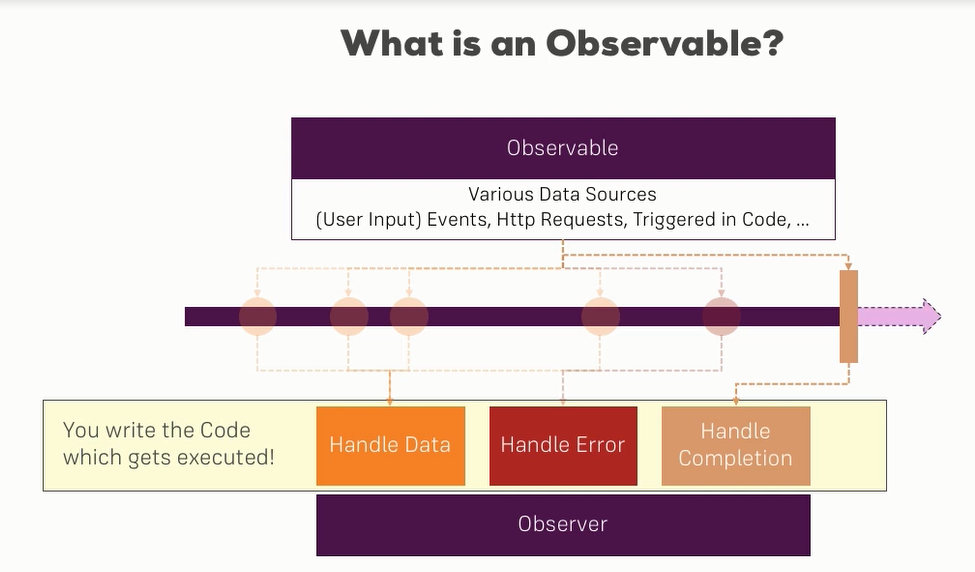 What is an Observable?
Observable
Various Data Sources
(User Input) Events, Http Requests, Triggered in Code, ...
You write the Code
which gets executed!
Handle Data
Handle Error
Handle
Completion
Observer